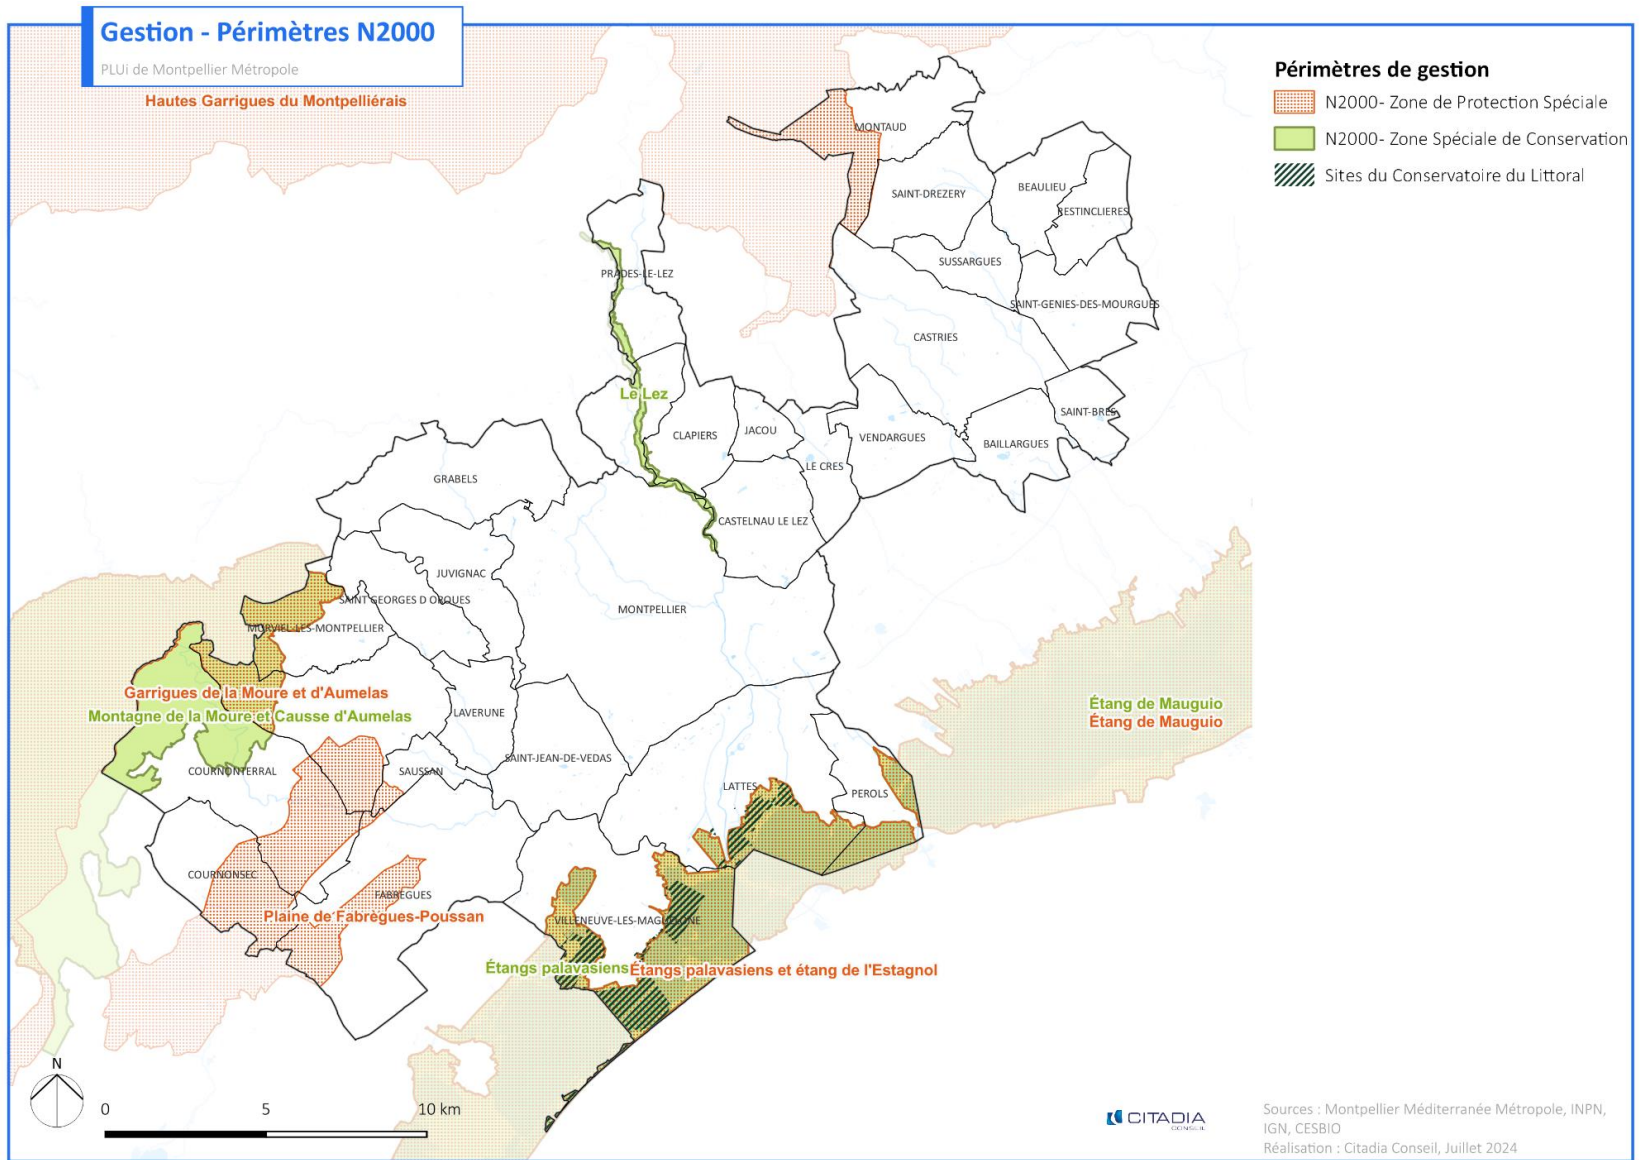 Gestion - Périmètres N2000
PLUi de Montpellier Métropole
Périmètres de gestion
N2000- Zone de Protection Spéciale
N2000- Zone Spéciale de Conservation
Sites du Conservatoire du Littoral
Hautes Garrigues du Montpelliérais
MONTAUD
SAINT-DREZERY
BEAULIEU
RESTINCLIERES
SUSSARGUES
PRADES-LE-LEZ
SAINT-GENIES-DES-MOURGUES
CASTRIES
Le Lez
SAINT-BRES
CLAPIERS
JACOU
VENDARGUES
BAILLARGUES
LE CRES
GRABELS
CASTELNAU LE LEZ
JUVIGNAC
SAINT GEORGES D ORQUES
MONTPELLIER
MURVIEL-LES-MONTPELLIER
Garrigues de la Moure et d'Aumelas
Montagne de la Moure et Causse d'Aumelas
LAVERUNE
Étang de Mauguio
Étang de Mauguio
SAINT-JEAN-DE-VEDAS
COURNONTERRAL
SAUSSAN
LATTES
PEROLS
COURNONSEC
FABREGUES
Plaine de Fabrègues-Poussan
VILLENEUVE-LES-MAGUELONE
Étangs palavasiens
Étangs palavasiens et étang de l'Estagnol
N
0 5 10 km
CITADIA
CONSEIL
Sources : Montpellier Méditerranée Métropole, INPN,
IGN, CESBIO
Réalisation : Citadia Conseil, Juillet 2024